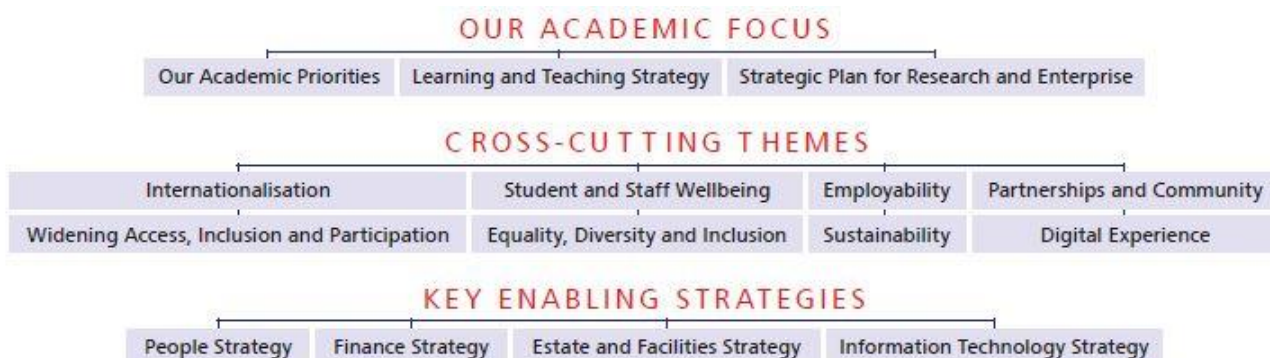 OUR ACADEMIC FOCUS
Our Academic Priorities Learning and Teaching Strategy Strategic Plan for Research and Enterprise
CROSS-CUTTING THEMES
Internationalisation Student and Staff Wellbeing Employability Partnerships and Community
Widening Access, Inclusion and Participation Equality, Diversity and Inclusion Sustainability Digital Experience
KEY ENABLING STRATEGIES
People Strategy Finance Strategy Estate and Facilities Strategy Information Technology Strategy